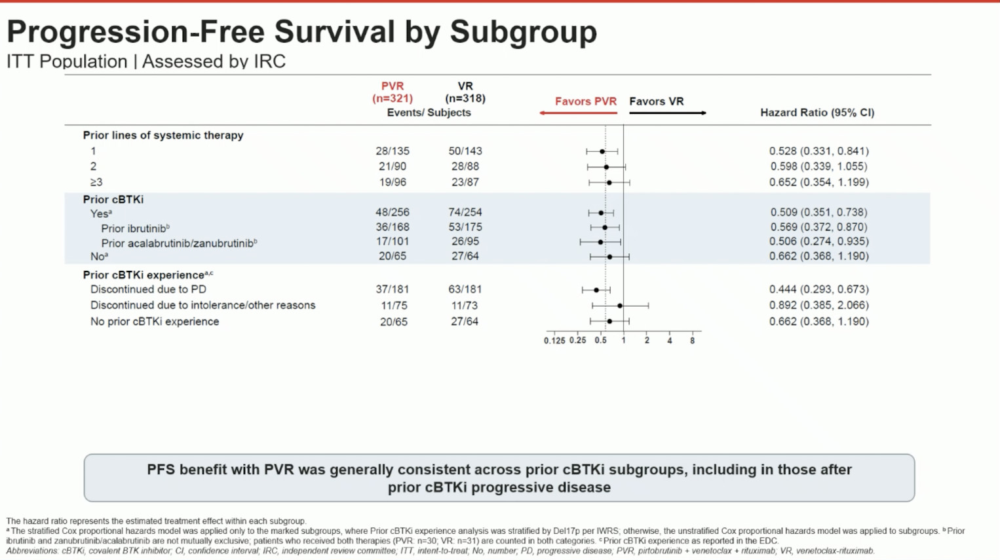 Progression-Free Survival by Subgroup
ITT Population | Assessed by IRC
PVR (n=321) VR (n=318)
Events/ Subjects
Favors PVR Favors VR
Hazard Ratio (95% CI)
Prior lines of systemic therapy
1 28/135 50/143 0.528 (0.331, 0.841)
2 21/90 28/88 0.598 (0.339, 1.055)
≥3 19/96 23/87 0.652 (0.354, 1.199)
Prior cBTKi
Yesᵃ 48/256 74/254 0.509 (0.351, 0.738)
Prior ibrutinibᵇ 36/168 53/175 0.569 (0.372, 0.870)
Prior acalabrutinib/zanubrutinibᵇ 17/101 26/95 0.506 (0.274, 0.935)
Noᵃ 20/65 27/64 0.662 (0.368, 1.190)
Prior cBTKi experienceᵃ,ᶜ
Discontinued due to PD 37/181 63/181 0.444 (0.293, 0.673)
Discontinued due to intolerance/other reasons 11/75 11/73 0.892 (0.385, 2.066)
No prior cBTKi experience 20/65 27/64 0.662 (0.368, 1.190)
0.125 0.25 0.5 1 2 4 8
PFS benefit with PVR was generally consistent across prior cBTKi subgroups, including in those after
prior cBTKi progressive disease
The hazard ratio represents the estimated treatment effect within each subgroup.
ᵃ The stratified Cox proportional hazards model was applied only to the marked subgroups, where Prior cBTKi experience analysis was stratified by Del17p per IWRS; otherwise, the unstratified Cox proportional hazards model was applied to subgroups. ᵇ Prior
ibrutinib and zanubrutinib/acalabrutinib are not mutually exclusive; patients who received both therapies (PVR: n=30; VR: n=31) are counted in both categories. ᶜ Prior cBTKi experience as reported in the EDC.
Abbreviations: cBTKi, covalent BTK inhibitor; CI, confidence interval; IRC, independent review committee; ITT, intent-to-treat; No, number; PD, progressive disease; PVR, pirtobrutinib + venetoclax + rituximab; VR, venetoclax-rituximab.